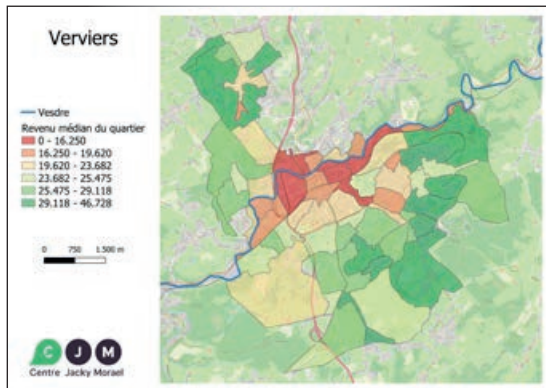 Verviers
Vesdre
Revenu médian du quartier
0 - 16.250
16.250 - 19.620
19.620 - 23.682
23.682 - 25.475
25.475 - 29.118
29.118 - 46.728
0 750 1.500 m
C J M
Centre Jacky Morael